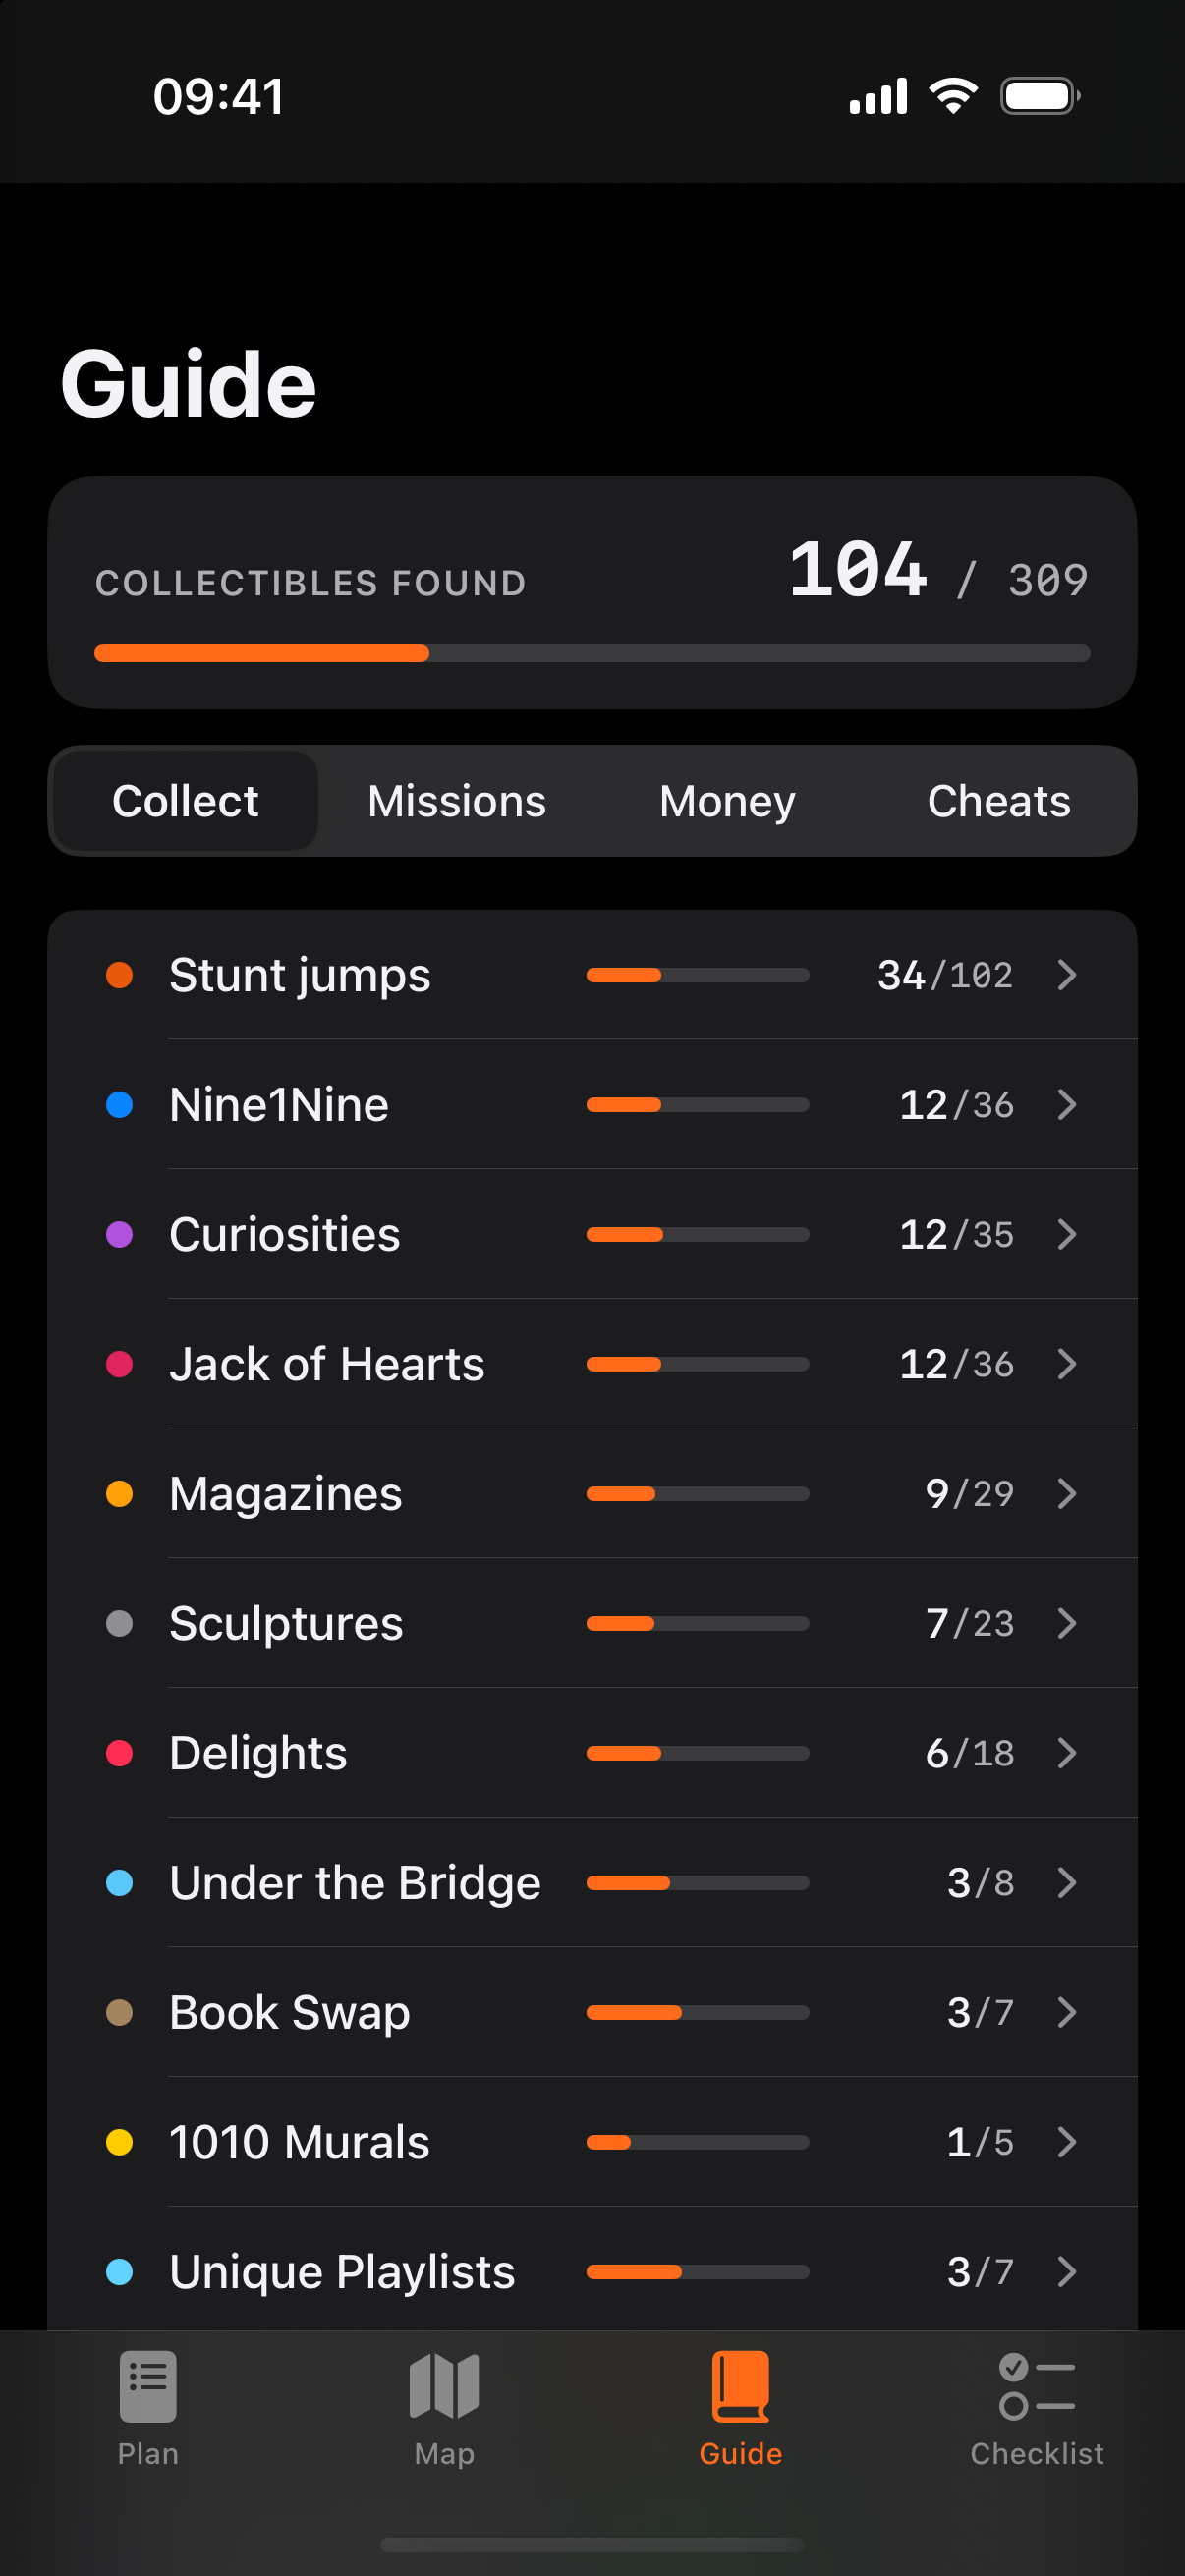 09:41
Guide
COLLECTIBLES FOUND 104 / 309
Collect Missions Money Cheats
Stunt jumps 34/102
Nine1Nine 12/36
Curiosities 12/35
Jack of Hearts 12/36
Magazines 9/29
Sculptures 7/23
Delights 6/18
Under the Bridge 3/8
Book Swap 3/7
1010 Murals 1/5
Unique Playlists 3/7
Plan Map Guide Checklist